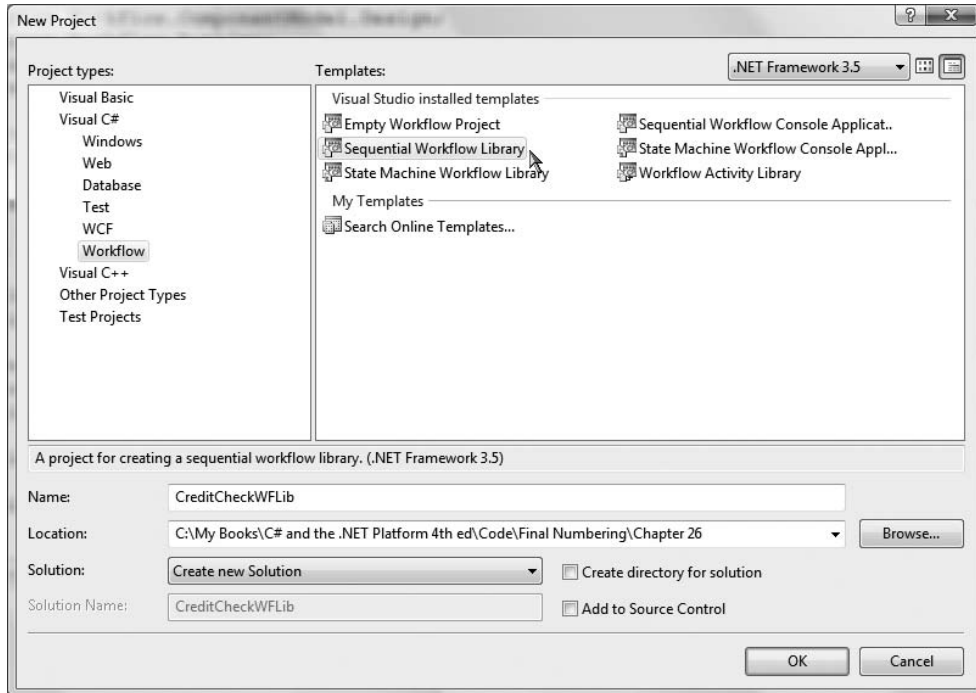 New Project
Project types:
Templates:
.NET Framework 3.5
Visual Basic
Visual C#
Windows
Web
Database
Test
WCF
Workflow
Visual C++
Other Project Types
Test Projects
Visual Studio installed templates
Empty Workflow Project
Sequential Workflow Library
State Machine Workflow Library
Sequential Workflow Console Applicat..
State Machine Workflow Console Appl...
Workflow Activity Library
My Templates
Search Online Templates...
A project for creating a sequential workflow library. (.NET Framework 3.5)
Name:
CreditCheckWFLib
Location:
C:\My Books\C# and the .NET Platform 4th ed\Code\Final Numbering\Chapter 26
Browse...
Solution:
Create new Solution
Create directory for solution
Solution Name:
CreditCheckWFLib
Add to Source Control
OK
Cancel